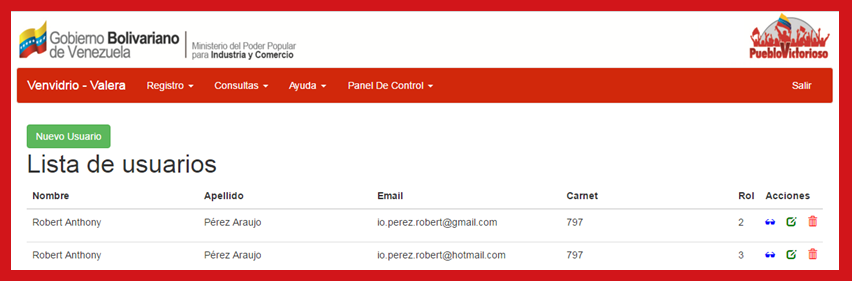 Gobierno Bolivariano
de Venezuela
Ministerio del Poder Popular
para Industria y Comercio
PuebloVictorioso
Venvidrio - Valera Registro Consultas Ayuda Panel De Control Salir
Nuevo Usuario
Lista de usuarios
Nombre Apellido Email Carnet Rol Acciones
Robert Anthony Pérez Araujo io.perez.robert@gmail.com 797 2
Robert Anthony Pérez Araujo io.perez.robert@hotmail.com 797 3